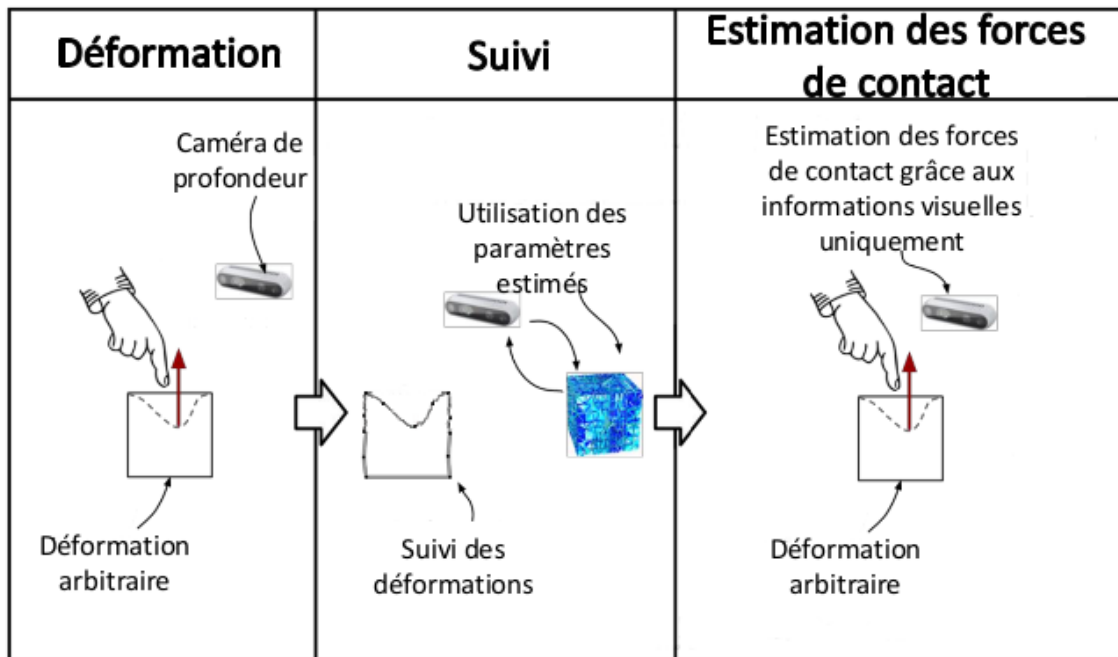 Déformation
Suivi
Estimation des forces
de contact
Caméra de
profondeur
Déformation
arbitraire
Utilisation des
paramètres
estimés
Suivi des
déformations
Estimation des forces
de contact grâce aux
informations visuelles
uniquement
Déformation
arbitraire